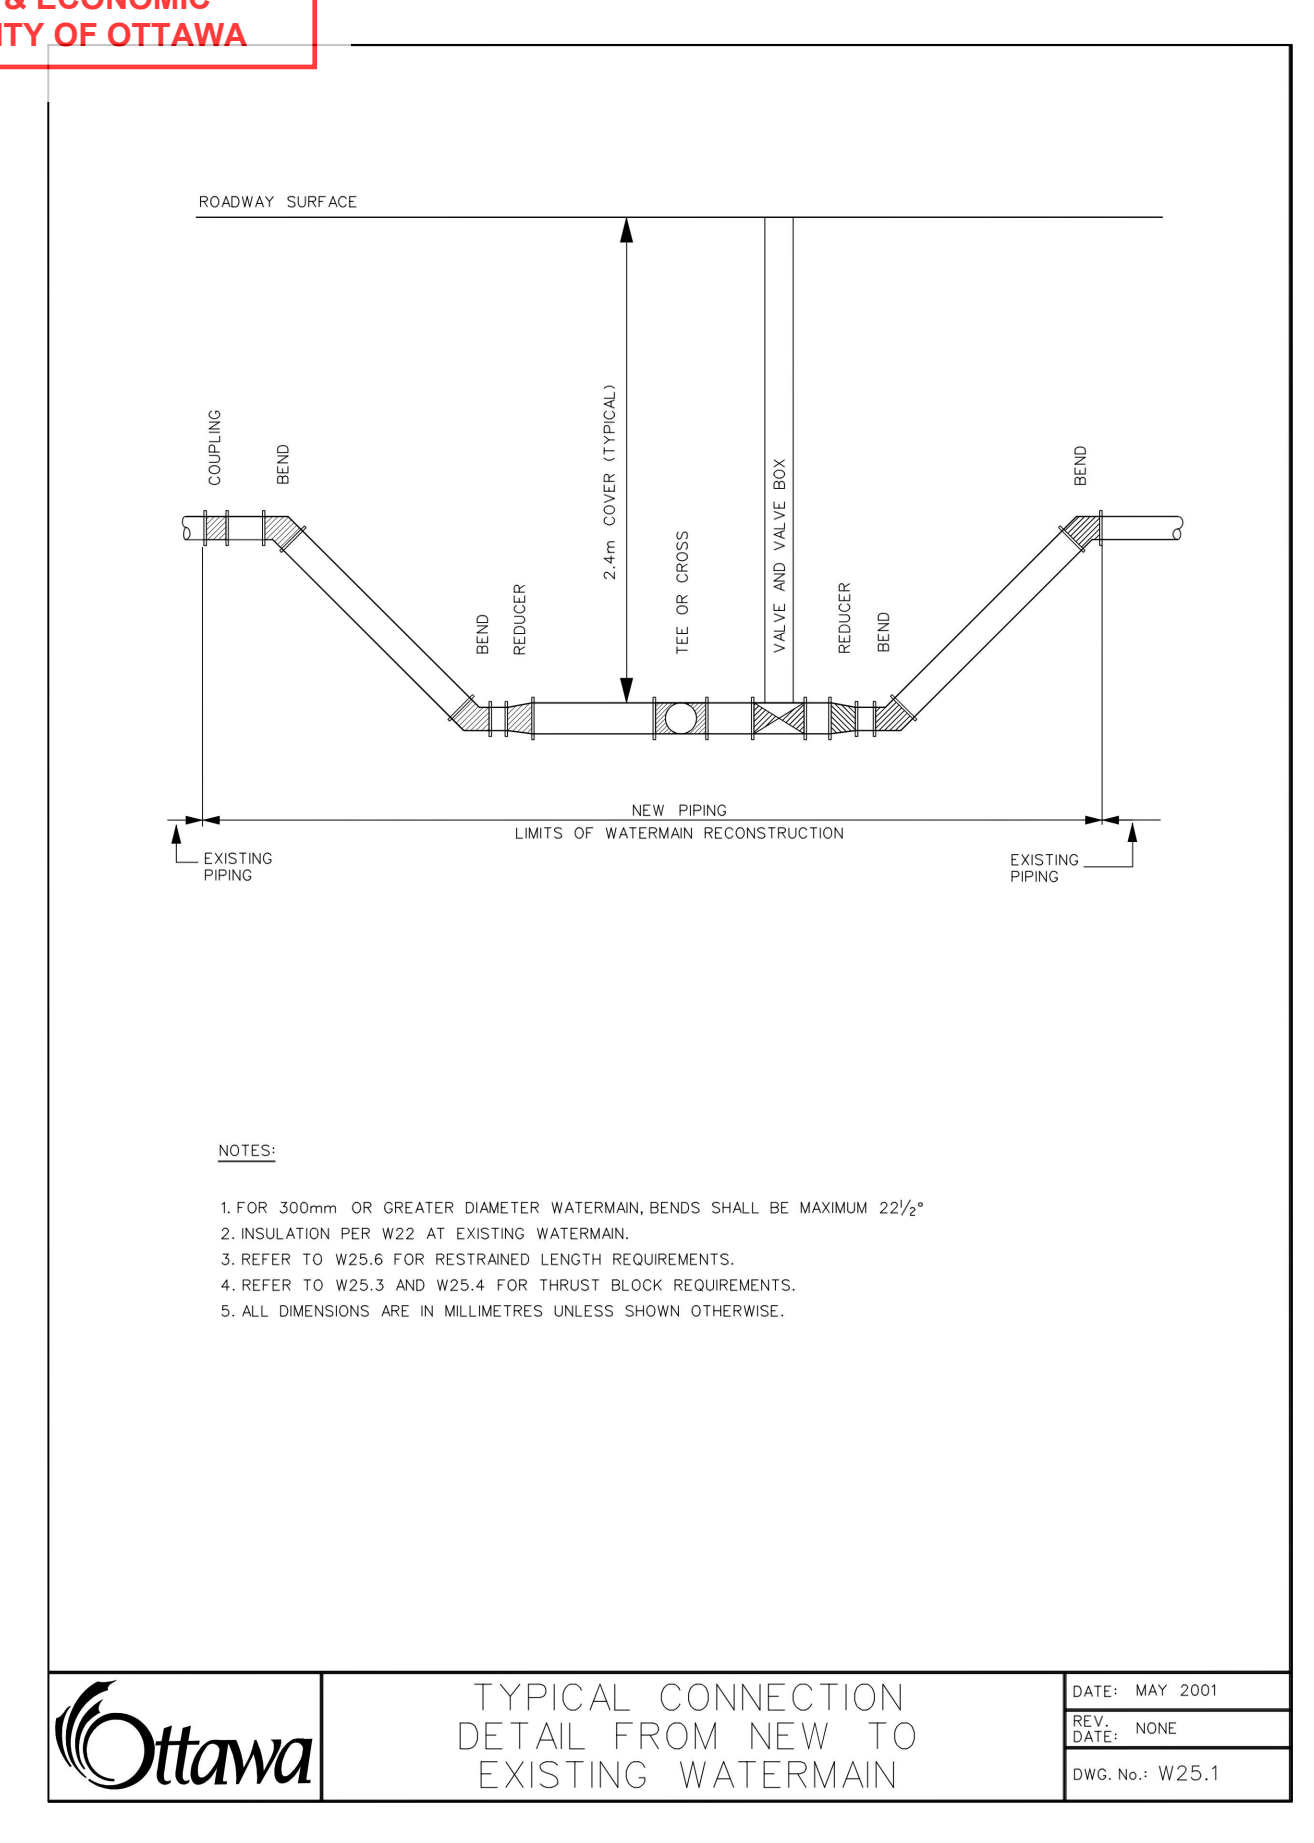 & ECONOMIC
ITY OF OTTAWA
ROADWAY SURFACE
COUPLING
BEND
BEND
REDUCER
2.4m COVER (TYPICAL)
TEE OR CROSS
VALVE AND VALVE BOX
REDUCER
BEND
BEND
NEW PIPING
LIMITS OF WATERMAIN RECONSTRUCTION
EXISTING
PIPING
EXISTING
PIPING
NOTES:
1. FOR 300mm OR GREATER DIAMETER WATERMAIN, BENDS SHALL BE MAXIMUM 22½°
2. INSULATION PER W22 AT EXISTING WATERMAIN.
3. REFER TO W25.6 FOR RESTRAINED LENGTH REQUIREMENTS.
4. REFER TO W25.3 AND W25.4 FOR THRUST BLOCK REQUIREMENTS.
5. ALL DIMENSIONS ARE IN MILLIMETRES UNLESS SHOWN OTHERWISE.
Ottawa
TYPICAL CONNECTION
DETAIL FROM NEW TO
EXISTING WATERMAIN
DATE: MAY 2001
REV.
DATE: NONE
DWG. No.: W25.1